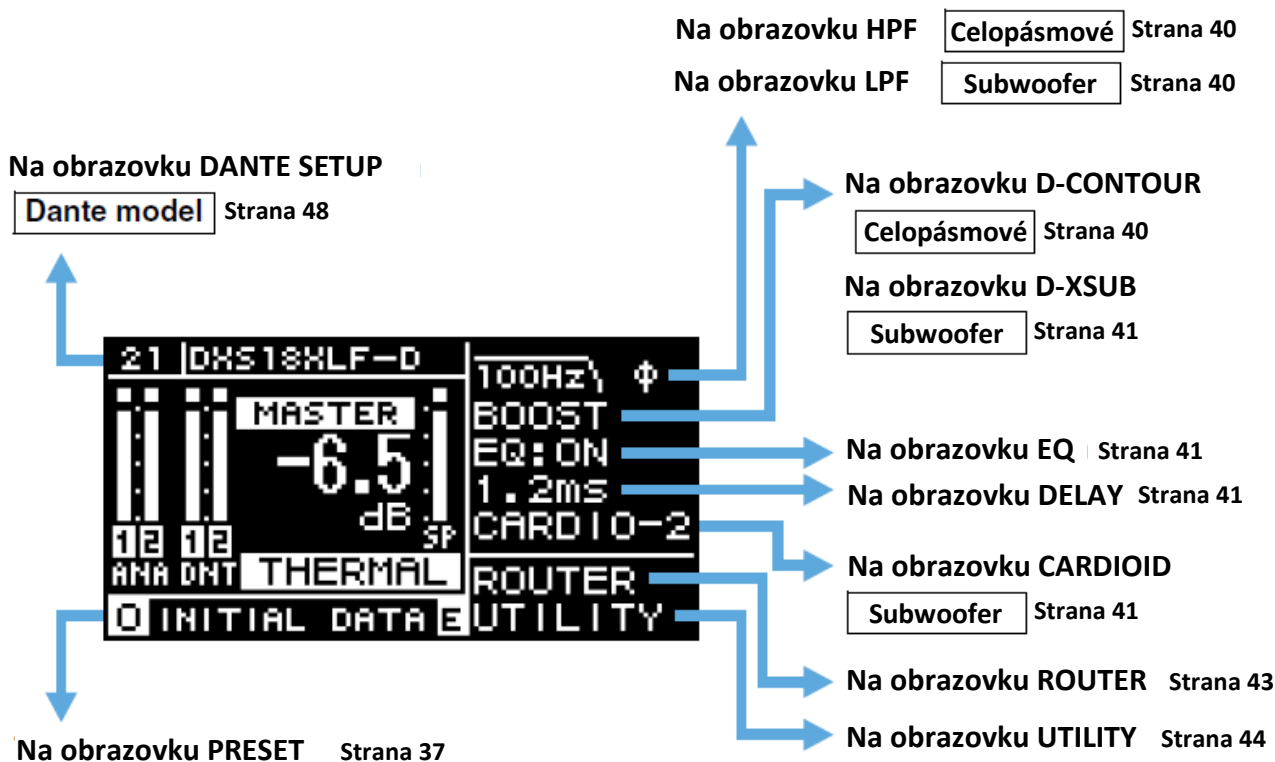 Na obrazovku HPF Celopásmové Strana 40
Na obrazovku LPF Subwoofer Strana 40
Na obrazovku DANTE SETUP
Dante model Strana 48
Na obrazovku D-CONTOUR
Celopásmové Strana 40
Na obrazovku D-XSUB
Subwoofer Strana 41
21 DXS18XLF-D
MASTER
-6.5
dB
1 2 1 2 SP
ANA DNT THERMAL
0 INITIAL DATA E
100Hz ϕ
BOOST
EQ:ON
1.2ms
CARDIO-2
ROUTER
UTILITY
Na obrazovku EQ Strana 41
Na obrazovku DELAY Strana 41
Na obrazovku CARDIOID
Subwoofer Strana 41
Na obrazovku ROUTER Strana 43
Na obrazovku UTILITY Strana 44
Na obrazovku PRESET Strana 37